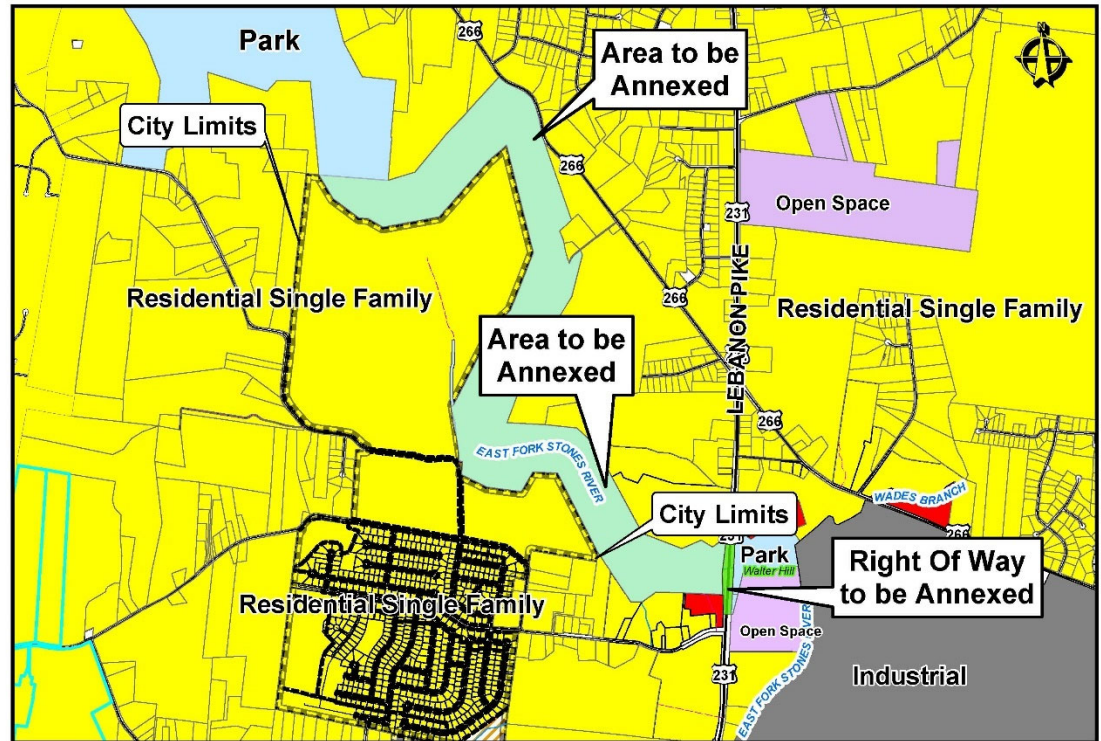 Park
266
Area to be
Annexed
City Limits
266
Open Space
231
Residential Single Family
266
Residential Single Family
Area to be
Annexed
LEBANON PIKE
266
EAST FORK STONES RIVER
WADES BRANCH
City Limits
231
266
Park
Walter Hill
Right Of Way
to be Annexed
Residential Single Family
Open Space
231
Industrial
EAST FORK STONES RIVER